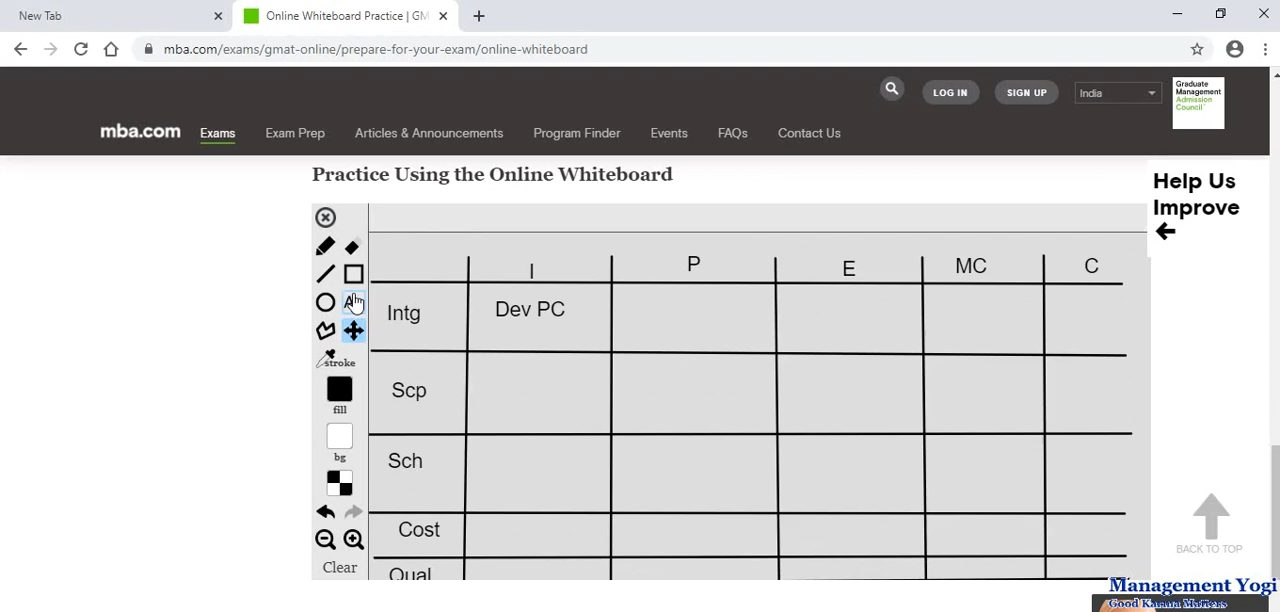 New Tab
Online Whiteboard Practice | GM
mba.com/exams/gmat-online/prepare-for-your-exam/online-whiteboard
LOG IN
SIGN UP
India
Graduate
Management
Admission
Council
mba.com
Exams
Exam Prep
Articles & Announcements
Program Finder
Events
FAQs
Contact Us
Practice Using the Online Whiteboard
Help Us
Improve
I P E MC C
Intg Dev PC
Scp
Sch
Cost
Qual
A
stroke
fill
bg
Clear
BACK TO TOP
Management Yogi
Good Karma Matters